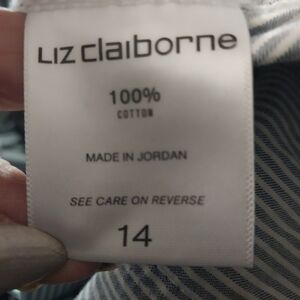 LIZ claiborne
100%
COTTON
MADE IN JORDAN
SEE CARE ON REVERSE
14